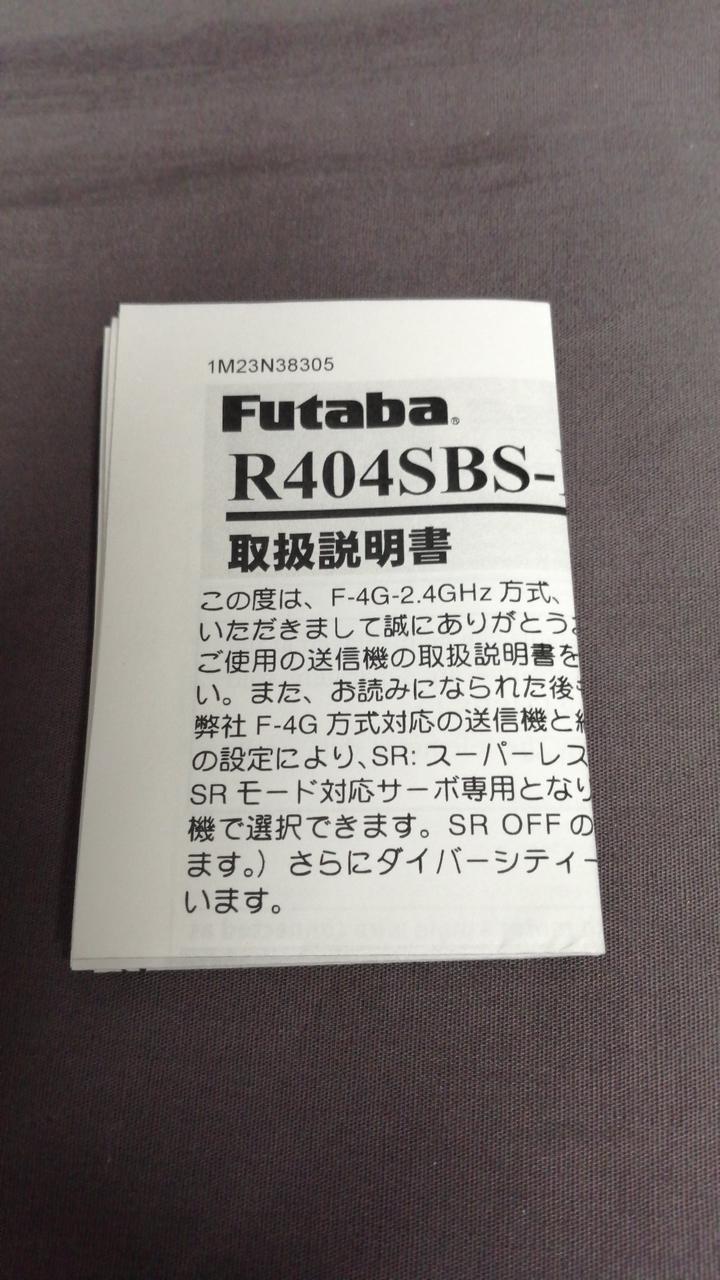 1M23N38305
Futaba®
R404SBS-
取扱説明書
この度は、F-4G-2.4GHz 方式、
いただきまして誠にありがとう
ご使用の送信機の取扱説明書を
い。また、お読みになられた後
弊社 F-4G 方式対応の送信機と
の設定により、SR: スーパーレス
SR モード対応サーボ専用となり
機で選択できます。SR OFF の
ます。）さらにダイバーシティー
います。